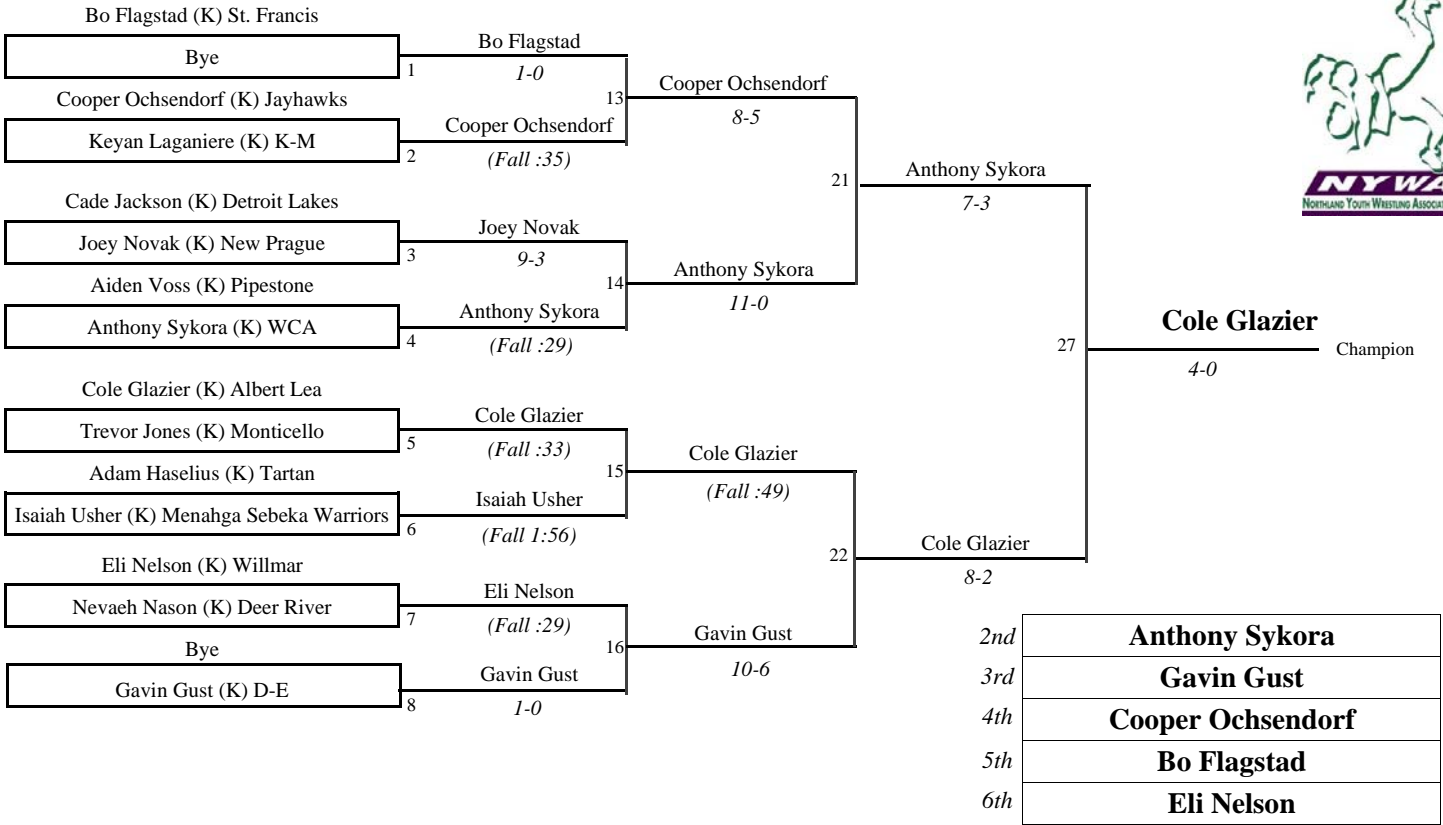 Bo Flagstad (K) St. Francis
Bye
1
Cooper Ochsendorf (K) Jayhawks
Keyan Laganiere (K) K-M
2
Cade Jackson (K) Detroit Lakes
Joey Novak (K) New Prague
3
Aiden Voss (K) Pipestone
Anthony Sykora (K) WCA
4
Cole Glazier (K) Albert Lea
Trevor Jones (K) Monticello
5
Adam Haselius (K) Tartan
Isaiah Usher (K) Menahga Sebeka Warriors
6
Eli Nelson (K) Willmar
Nevaeh Nason (K) Deer River
7
Bye
Gavin Gust (K) D-E
8
Bo Flagstad
1-0
13
Cooper Ochsendorf
(Fall :35)
Joey Novak
9-3
14
Anthony Sykora
(Fall :29)
Cole Glazier
(Fall :33)
15
Isaiah Usher
(Fall 1:56)
Eli Nelson
(Fall :29)
16
Gavin Gust
1-0
Cooper Ochsendorf
8-5
21
Anthony Sykora
11-0
Cole Glazier
(Fall :49)
22
Gavin Gust
10-6
Anthony Sykora
7-3
27
Cole Glazier
8-2
Cole Glazier
4-0
Champion
NYWA
NORTHLAND YOUTH WRESTLING
2nd Anthony Sykora
3rd Gavin Gust
4th Cooper Ochsendorf
5th Bo Flagstad
6th Eli Nelson